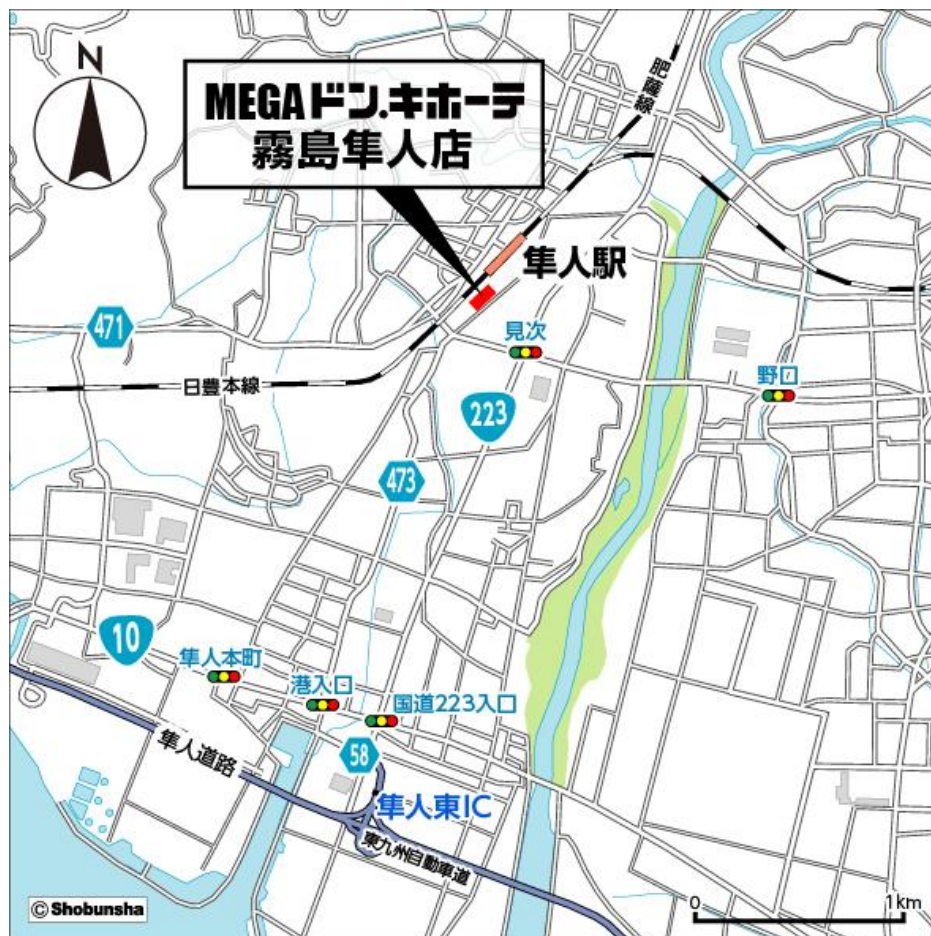 N
MEGAドン.キホーテ
霧島隼人店
肥薩線
隼人駅
471
見次
日豊本線
野口
223
473
10
隼人本町
港入口
国道223入口
58
隼人道路
隼人東IC
東九州自動車道
© Shobunsha
0
1km